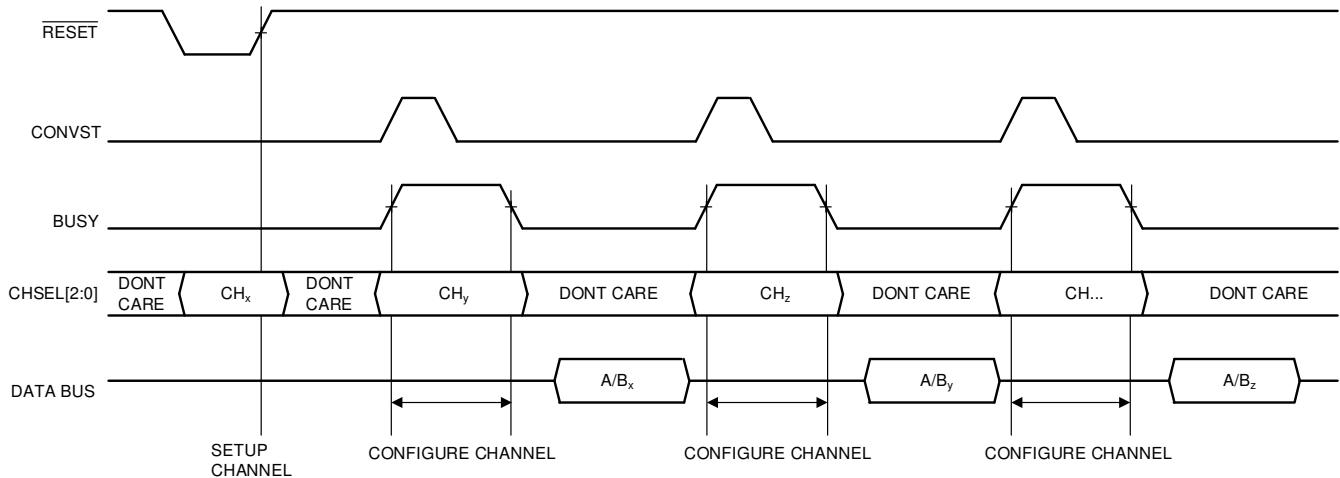 RESET
CONVST
BUSY
CHSEL[2:0]
DONT CARE
CHx
DONT CARE
CHy
DONT CARE
CHz
DONT CARE
CH...
DONT CARE
DATA BUS
A/Bx
A/By
A/Bz
SETUP CHANNEL
CONFIGURE CHANNEL
CONFIGURE CHANNEL
CONFIGURE CHANNEL